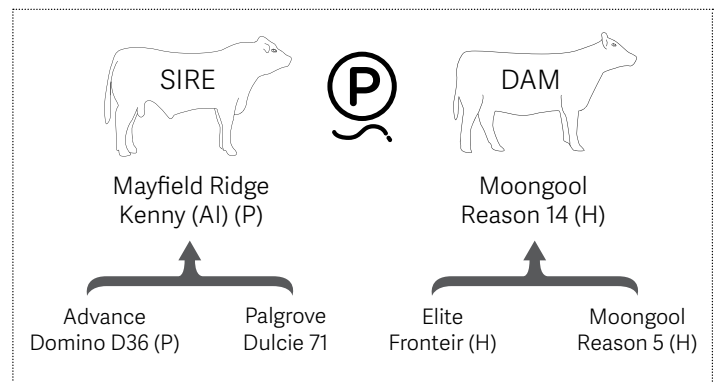 SIRE
P
DAM
Mayfield Ridge
Kenny (AI) (P)
Moongool
Reason 14 (H)
Advance
Domino D36 (P)
Palgrove
Dulcie 71
Elite
Fronteir (H)
Moongool
Reason 5 (H)